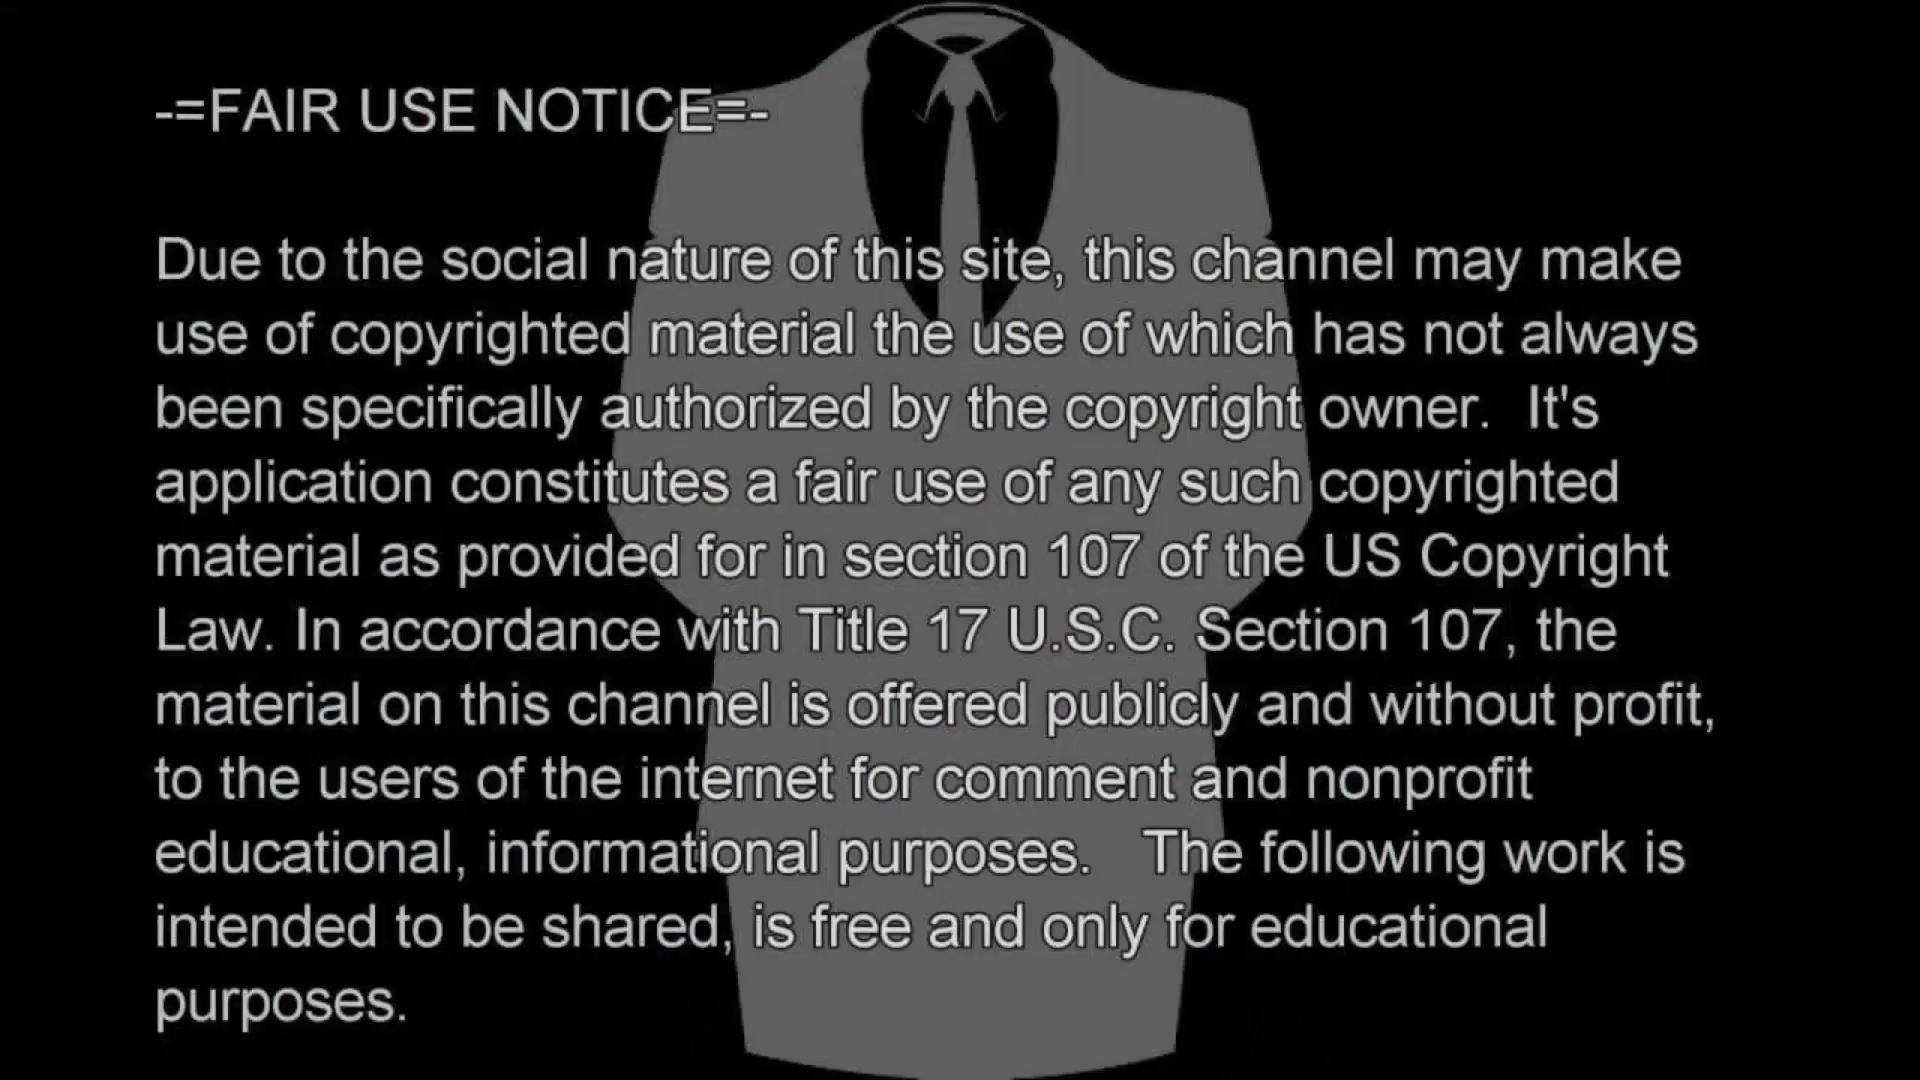 -=FAIR USE NOTICE=-
Due to the social nature of this site, this channel may make
use of copyrighted material the use of which has not always
been specifically authorized by the copyright owner.  It's
application constitutes a fair use of any such copyrighted
material as provided for in section 107 of the US Copyright
Law. In accordance with Title 17 U.S.C. Section 107, the
material on this channel is offered publicly and without profit,
to the users of the internet for comment and nonprofit
educational, informational purposes.   The following work is
intended to be shared, is free and only for educational
purposes.